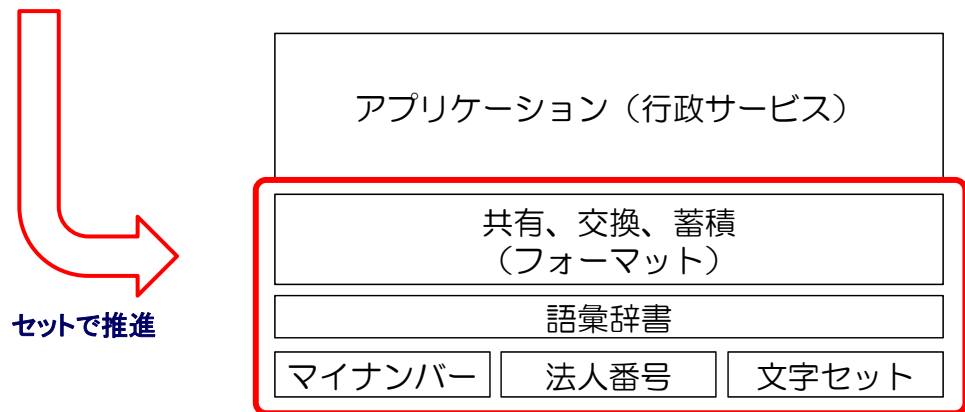 アプリケーション（行政サービス）
共有、交換、蓄積
（フォーマット）
語彙辞書
セットで推進
マイナンバー
法人番号
文字セット